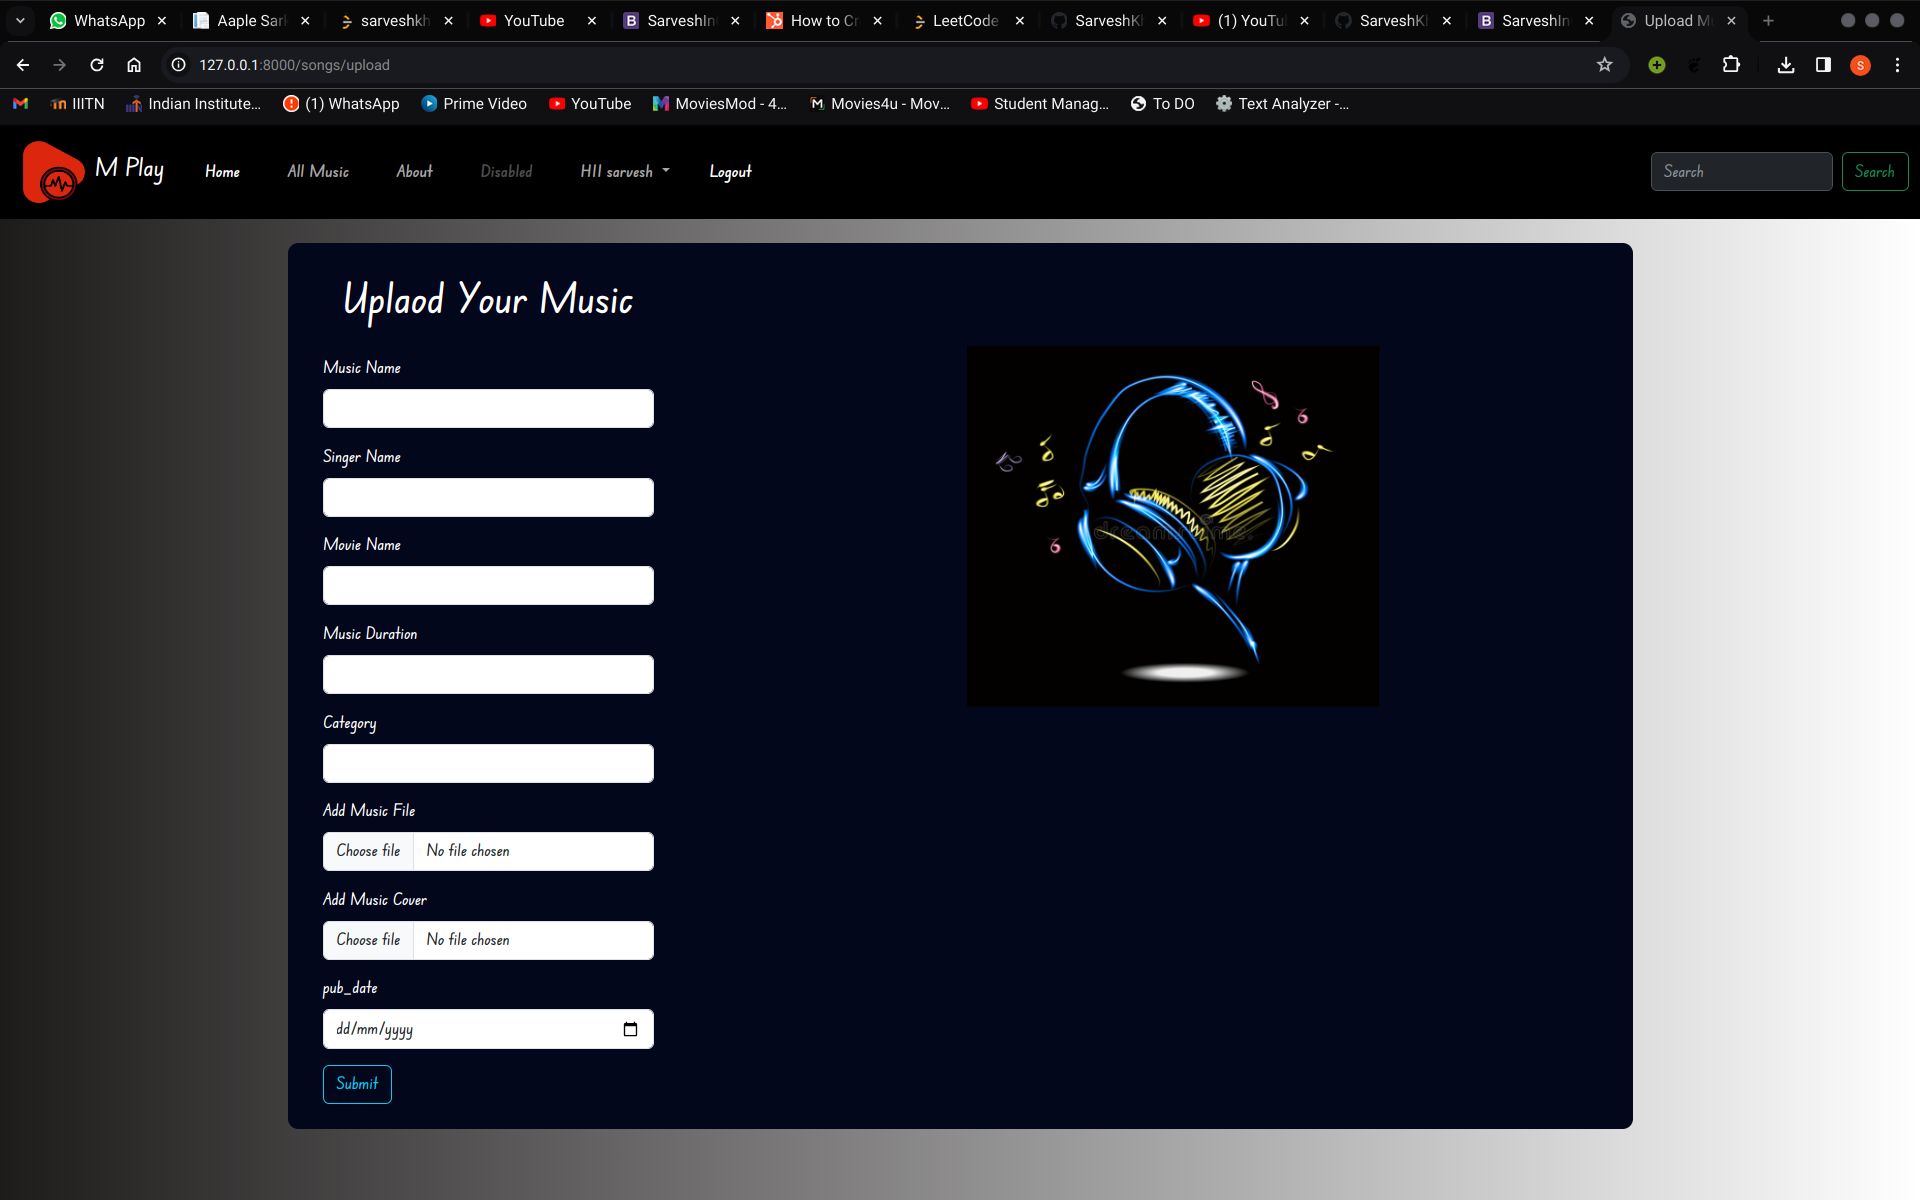 WhatsApp
Aaple Sar
sarveshkh
YouTube
SarveshIn
How to Cr
LeetCode
SarveshKh
(1) YouTu
SarveshKh
SarveshIn
Upload Mu
127.0.0.1:8000/songs/upload
S
IIITN
Indian Institute...
(1) WhatsApp
Prime Video
YouTube
MoviesMod - 4...
Movies4u - Mov...
Student Manag...
To DO
Text Analyzer -...
M Play
Home
All Music
About
Disabled
HII sarvesh
Logout
Search
Search
Uplaod Your Music
Music Name
Singer Name
Movie Name
Music Duration
Category
Add Music File
Choose file No file chosen
Add Music Cover
Choose file No file chosen
pub_date
dd/mm/yyyy
Submit